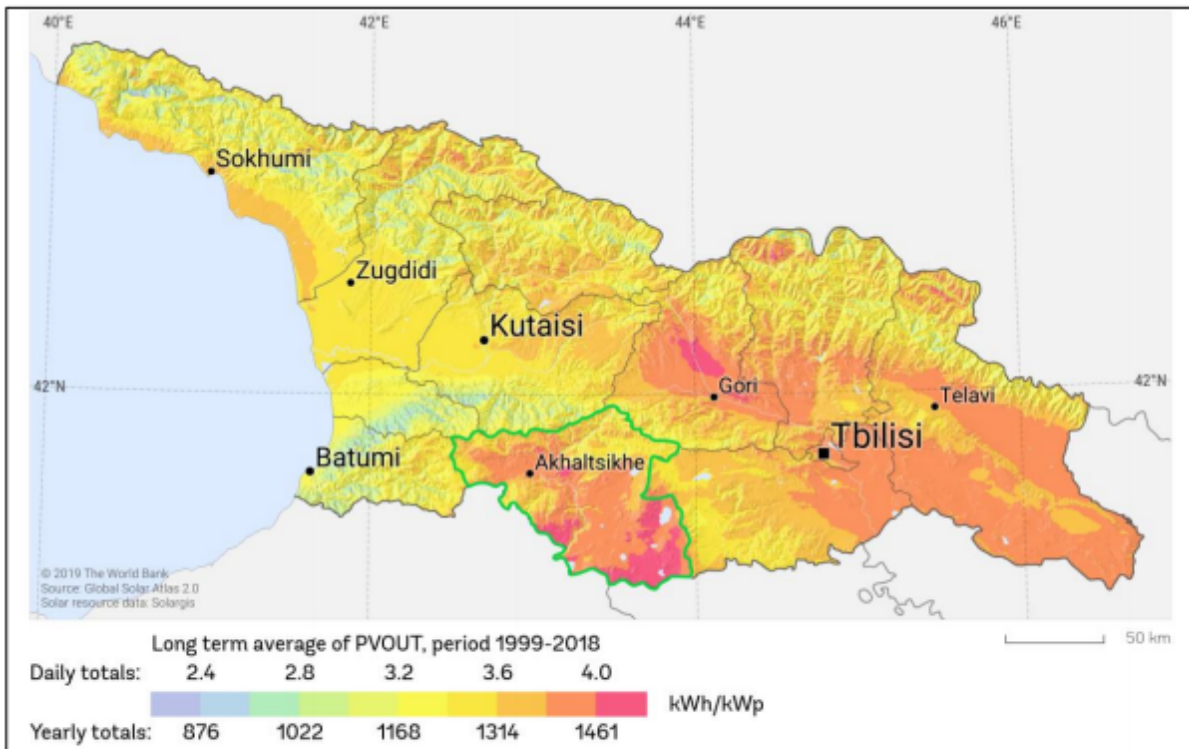 40°E 42°E 44°E 46°E
Sokhumi
Zugdidi
Kutaisi
42°N 42°N
Gori
Telavi
Tbilisi
Batumi
Akhaltsikhe
© 2019 The World Bank
Source: Global Solar Atlas 2.0
Solar resource data: Solargis
Long term average of PVOUT, period 1999-2018
50 km
Daily totals: 2.4 2.8 3.2 3.6 4.0
kWh/kWp
Yearly totals: 876 1022 1168 1314 1461